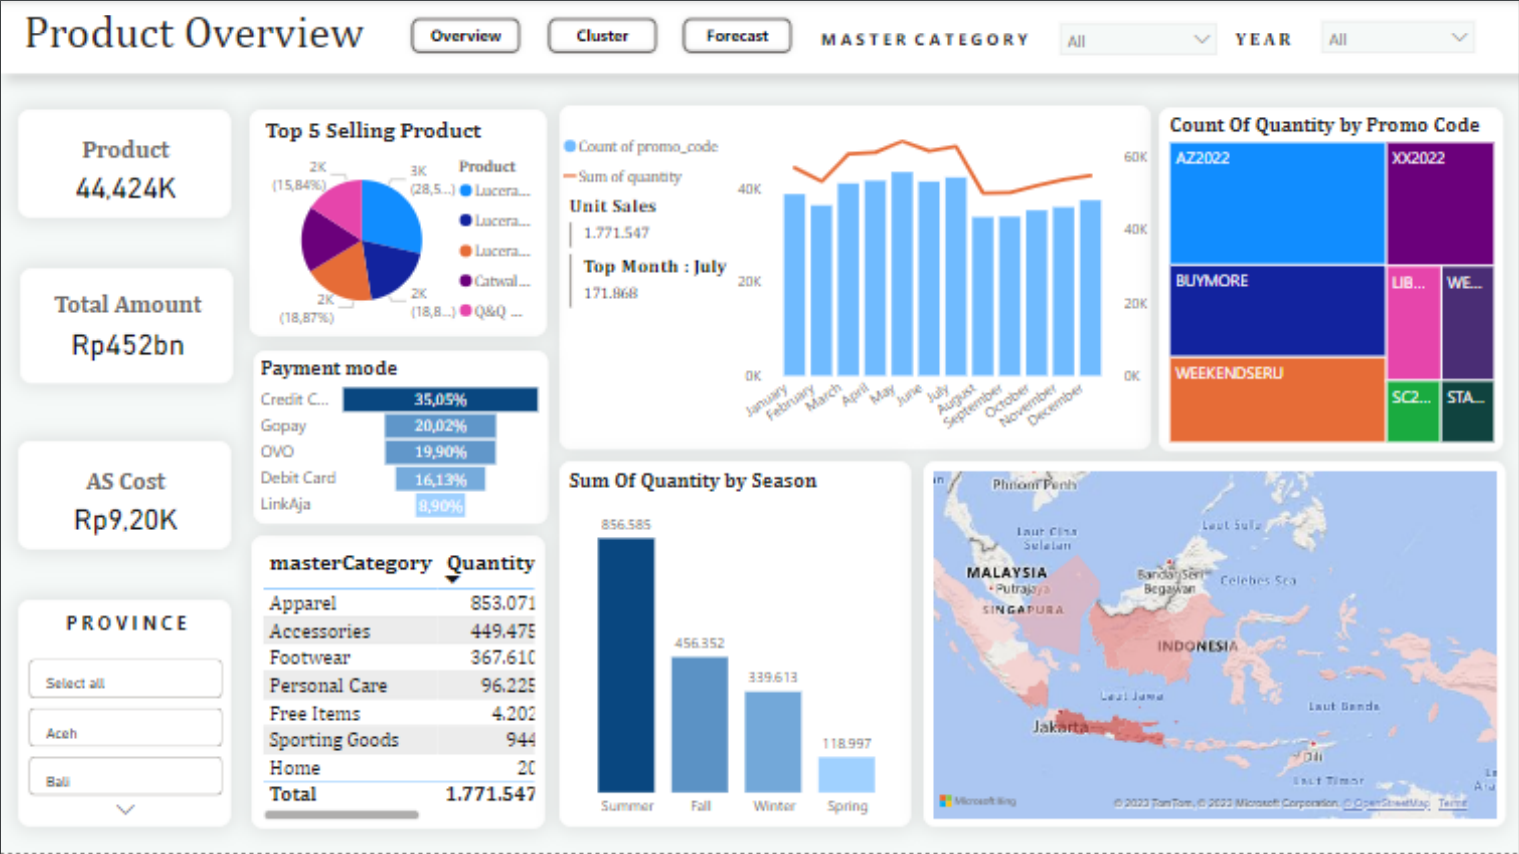 Product Overview
Overview
Cluster
Forecast
MASTER CATEGORY
All
YEAR
All
Product
44,424K
Total Amount
Rp452bn
AS Cost
Rp9,20K
PROVINCE
Select all
Aceh
Bali
Top 5 Selling Product
2K
(15,84%)
3K
(28,5...)
2K
(18,87%)
2K
(18,8...)
Product
Lucera...
Lucera...
Lucera...
Catwal...
Q&Q ...
Payment mode
Credit C... 35,05%
Gopay 20,02%
OVO 19,90%
Debit Card 16,13%
LinkAja 8,90%
masterCategory Quantity
Apparel 853.071
Accessories 449.475
Footwear 367.610
Personal Care 96.225
Free Items 4.202
Sporting Goods 944
Home 20
Total 1.771.547
Count of promo_code
Sum of quantity
Unit Sales
1.771.547
Top Month : July
171.868
40K
20K
0K
60K
40K
20K
0K
January
February
March
April
May
June
July
August
September
October
November
December
Count Of Quantity by Promo Code
AZ2022
XX2022
BUYMORE
LIB...
WE...
WEEKENDSERU
SC2...
STA...
Sum Of Quantity by Season
856.585
456.352
339.613
118.997
Summer
Fall
Winter
Spring
Phnom Penh
Laut Cina
Selatan
Laut Sulu
MALAYSIA
Putrajaya
SINGAPURA
Bandar Seri
Begawan
Celebes Sea
INDONESIA
Laut Jawa
Laut Banda
Jakarta
Dili
Laut Timor
Microsoft Bing
© 2023 TomTom, © 2023 Microsoft Corporation, © OpenStreetMap Terms